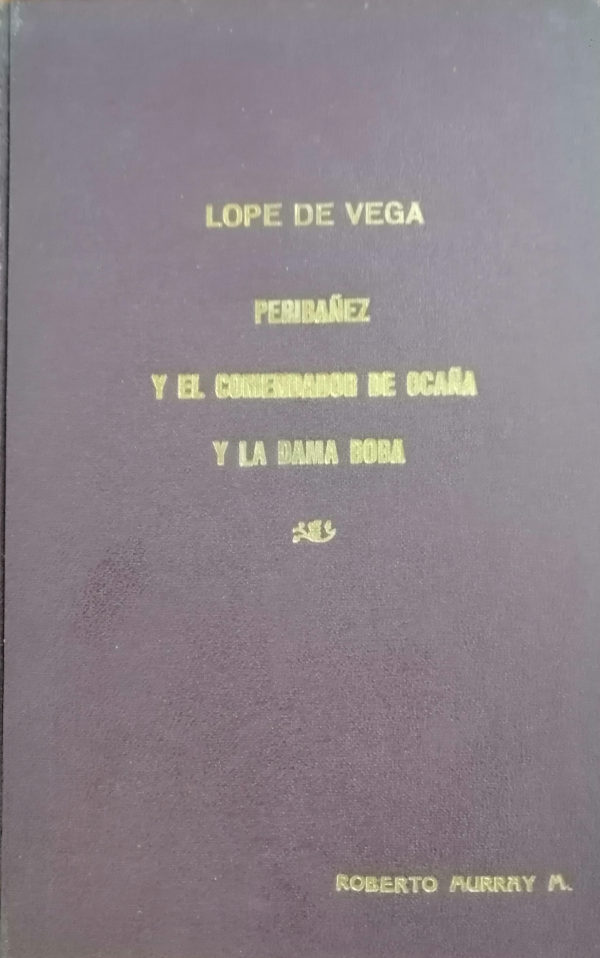 LOPE DE VEGA
PERIBAÑEZ
Y EL COMENDADOR DE OCAÑA
Y LA DAMA BOBA
ROBERTO MURRAY M.